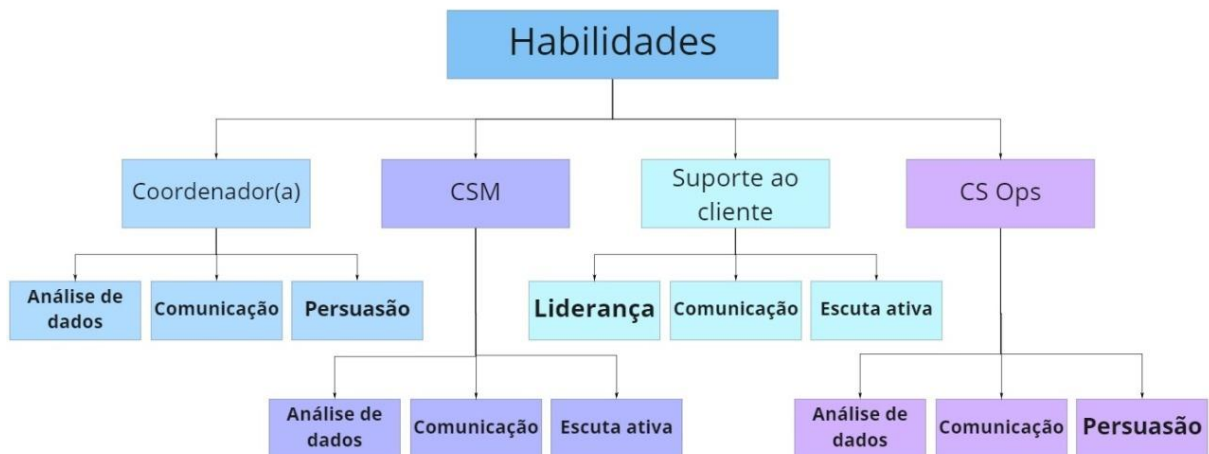 Habilidades
Coordenador(a)
CSM
Suporte ao
cliente
CS Ops
Análise de
dados
Comunicação
Persuasão
Liderança
Comunicação
Escuta ativa
Análise de
dados
Comunicação
Escuta ativa
Análise de
dados
Comunicação
Persuasão